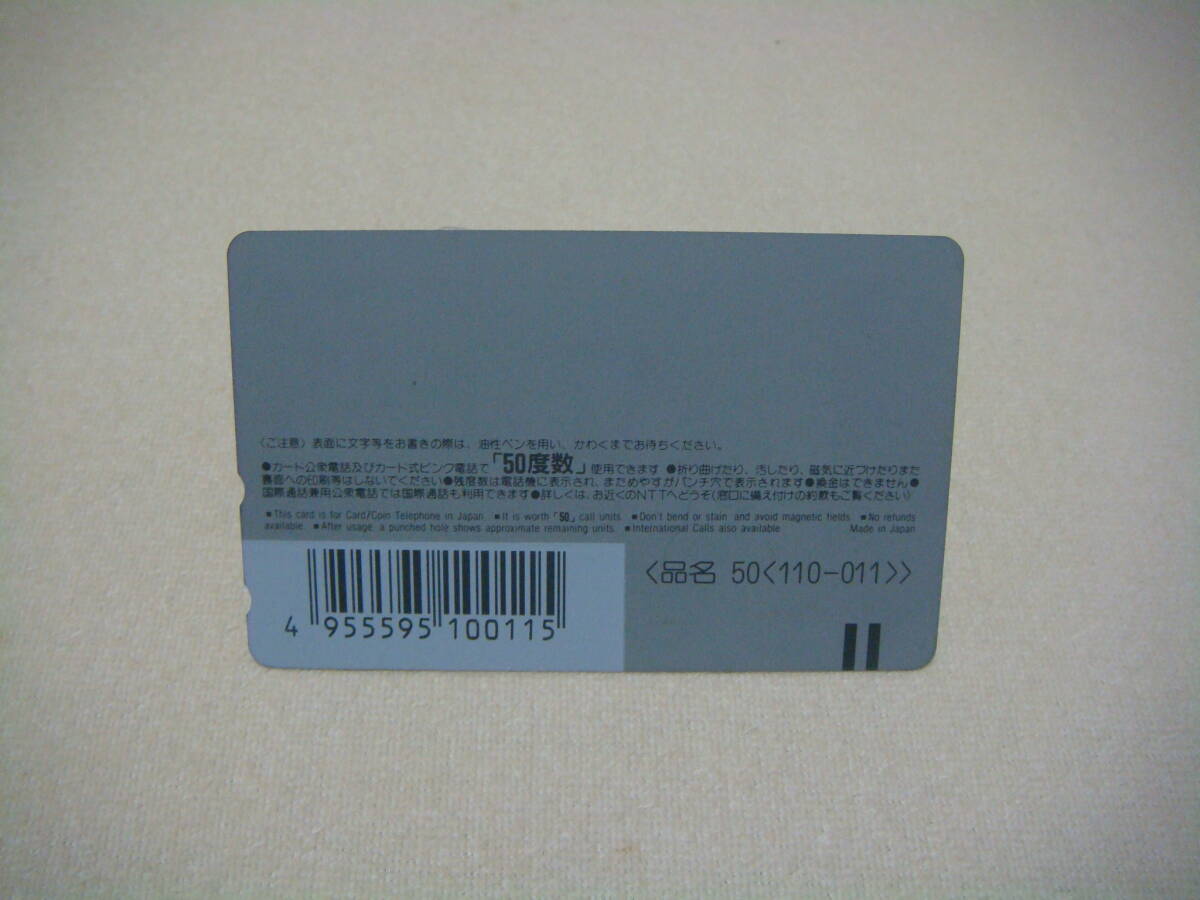 〈ご注意〉表面に文字等をお書きの際は、油性ペンを用い、かわくまでお待ちください。
●カード公衆電話及びカード式ピンク電話で「50度数」使用できます ●折り曲げたり、汚したり、磁気に近づけたりまた
裏面への印刷等はしないでください●残度数は電話機に表示され、まためやすがパンチ穴で表示されます●換金はできません●
国際通話兼用公衆電話では国際通話も利用できます●詳しくは、お近くのNTTへどうぞ(窓口に備え付けの約款もご覧ください)
■This card is for Card/Coin Telephone in Japan ■It is worth「50」call units ■Don't bend or stain and avoid magnetic fields ■No refunds
available ■After usage, a punched hole shows approximate remaining units ■International Calls also available Made in Japan
〈品名 50〈110-011〉〉
4 955595 100115